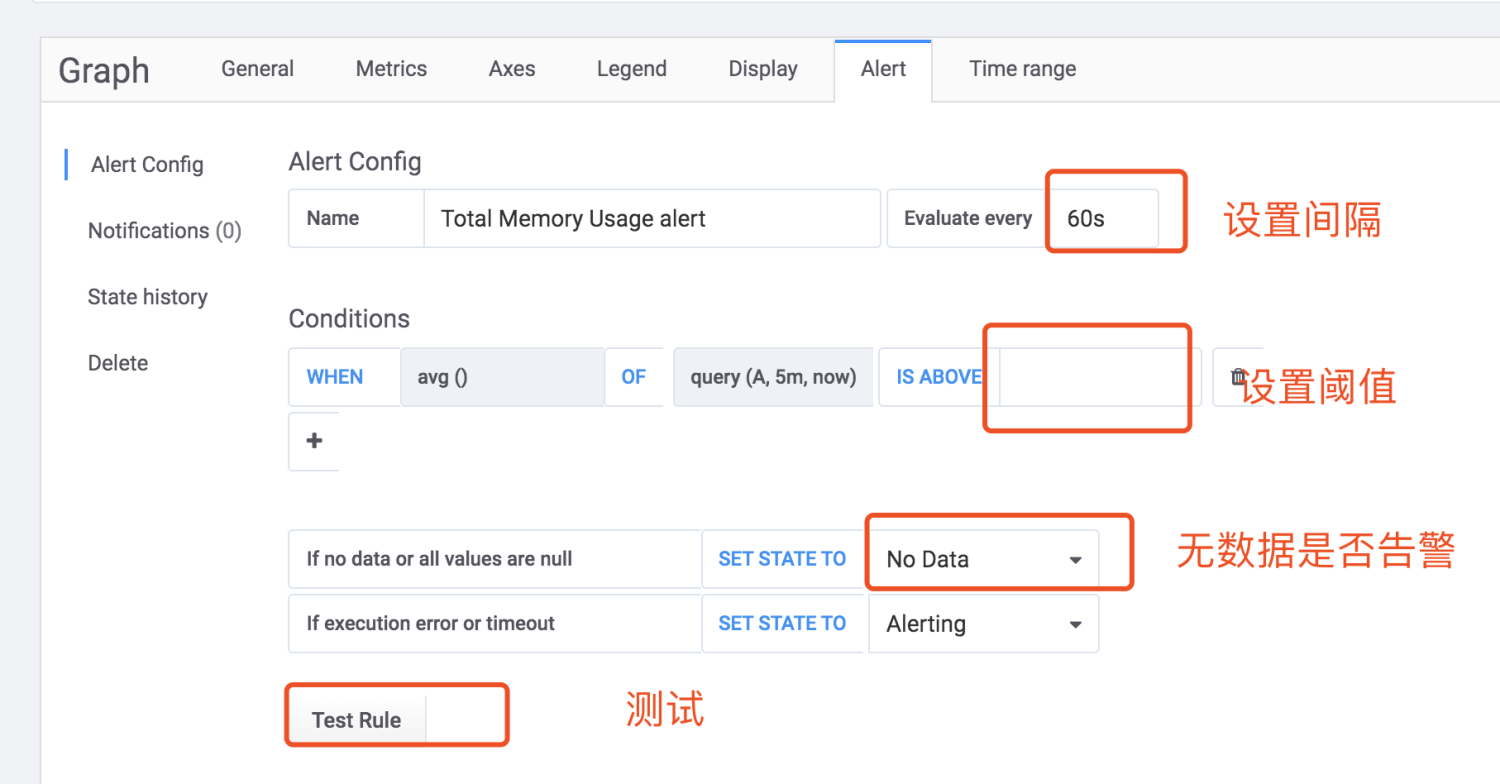 Graph General Metrics Axes Legend Display Alert Time range
Alert Config
Notifications (0)
State history
Delete
Alert Config
Name Total Memory Usage alert Evaluate every 60s 设置间隔
Conditions
WHEN avg () OF query (A, 5m, now) IS ABOVE 设置阈值
+
If no data or all values are null SET STATE TO No Data 无数据是否告警
If execution error or timeout SET STATE TO Alerting
Test Rule 测试